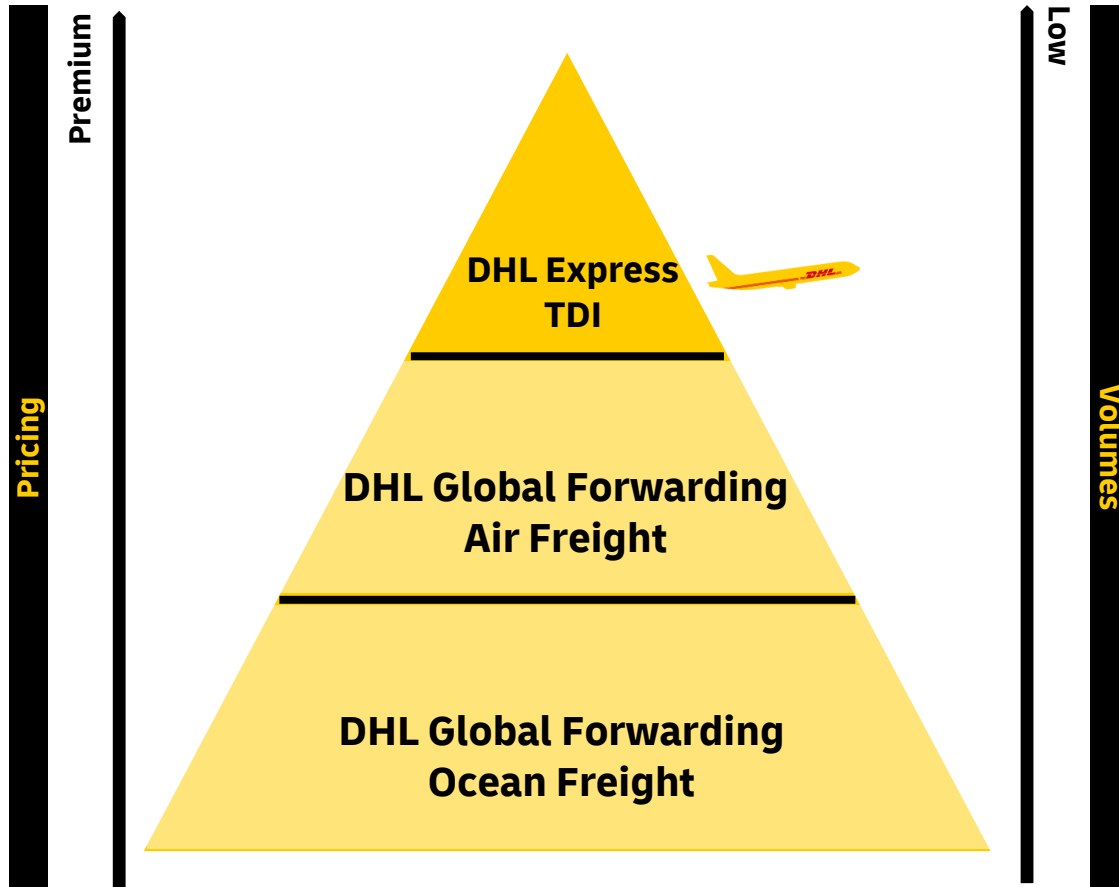 Premium
Low
DHL Express
TDI
DHL
Pricing
Volumes
DHL Global Forwarding
Air Freight
DHL Global Forwarding
Ocean Freight